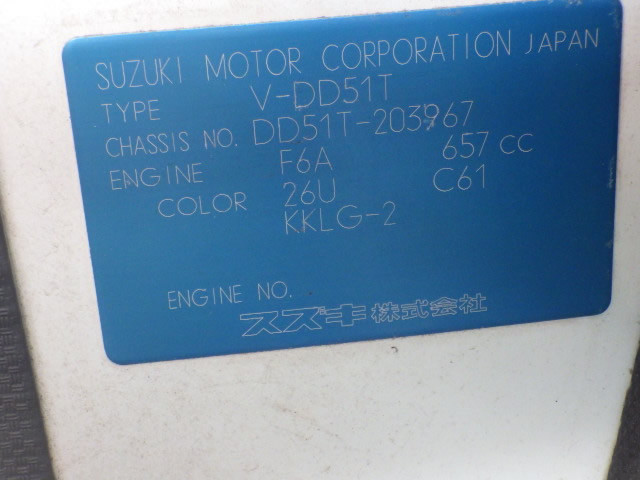 SUZUKI MOTOR CORPORATION JAPAN
TYPE V-DD51T
CHASSIS NO. DD51T-203967
ENGINE F6A 657 CC
COLOR 26U C61
KKLG-2
ENGINE NO.
スズキ株式会社